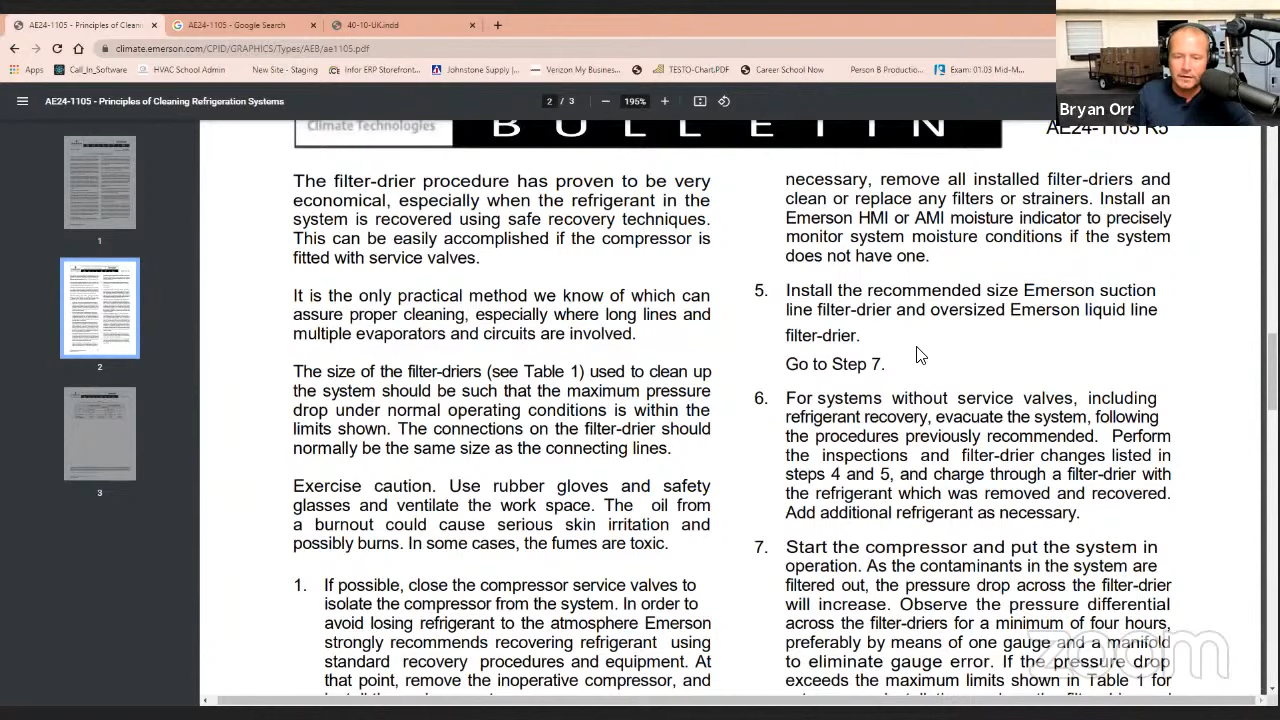 AE24-1105 - Principles of Clean
AE24-1105 - Google Search
40-10-UK.indd
climate.emerson.com/CPID/GRAPHICS/Types/AEB/ae1105.pdf
Apps
Call_In_Software
HVAC School Admin
New Site - Staging
Infor ERP Storefront...
Johnstone Supply |...
Verizon My Business...
TESTO-Chart.PDF
Career School Now
Person B Productio...
Exam: 01.03 Mid-M...
Bryan Orr
AE24-1105 - Principles of Cleaning Refrigeration Systems
2 / 3
195%
Climate Technologies
BULLETIN
AE24-1105 R5
1
2
3
The filter-drier procedure has proven to be very
economical, especially when the refrigerant in the
system is recovered using safe recovery techniques.
This can be easily accomplished if the compressor is
fitted with service valves.
It is the only practical method we know of which can
assure proper cleaning, especially where long lines and
multiple evaporators and circuits are involved.
The size of the filter-driers (see Table 1) used to clean up
the system should be such that the maximum pressure
drop under normal operating conditions is within the
limits shown. The connections on the filter-drier should
normally be the same size as the connecting lines.
Exercise caution. Use rubber gloves and safety
glasses and ventilate the work space. The oil from
a burnout could cause serious skin irritation and
possibly burns. In some cases, the fumes are toxic.
1. If possible, close the compressor service valves to
isolate the compressor from the system. In order to
avoid losing refrigerant to the atmosphere Emerson
strongly recommends recovering refrigerant using
standard recovery procedures and equipment. At
that point, remove the inoperative compressor, and
necessary, remove all installed filter-driers and
clean or replace any filters or strainers. Install an
Emerson HMI or AMI moisture indicator to precisely
monitor system moisture conditions if the system
does not have one.
5. Install the recommended size Emerson suction
line filter-drier and oversized Emerson liquid line
filter-drier.
Go to Step 7.
6. For systems without service valves, including
refrigerant recovery, evacuate the system, following
the procedures previously recommended. Perform
the inspections and filter-drier changes listed in
steps 4 and 5, and charge through a filter-drier with
the refrigerant which was removed and recovered.
Add additional refrigerant as necessary.
7. Start the compressor and put the system in
operation. As the contaminants in the system are
filtered out, the pressure drop across the filter-drier
will increase. Observe the pressure differential
across the filter-driers for a minimum of four hours,
preferably by means of one gauge and a manifold
to eliminate gauge error. If the pressure drop
exceeds the maximum limits shown in Table 1 for
zoom